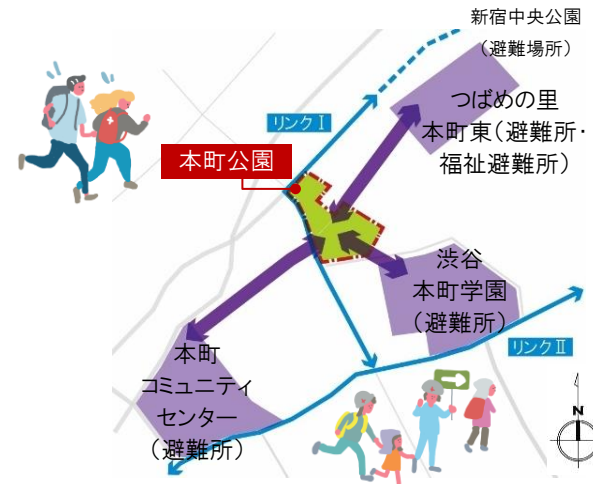 新宿中央公園
（避難場所）
つばめの里
本町東（避難所・
福祉避難所）
リンクⅠ
本町公園
渋谷
本町学園
（避難所）
リンクⅡ
本町
コミュニティ
センター
（避難所）
N